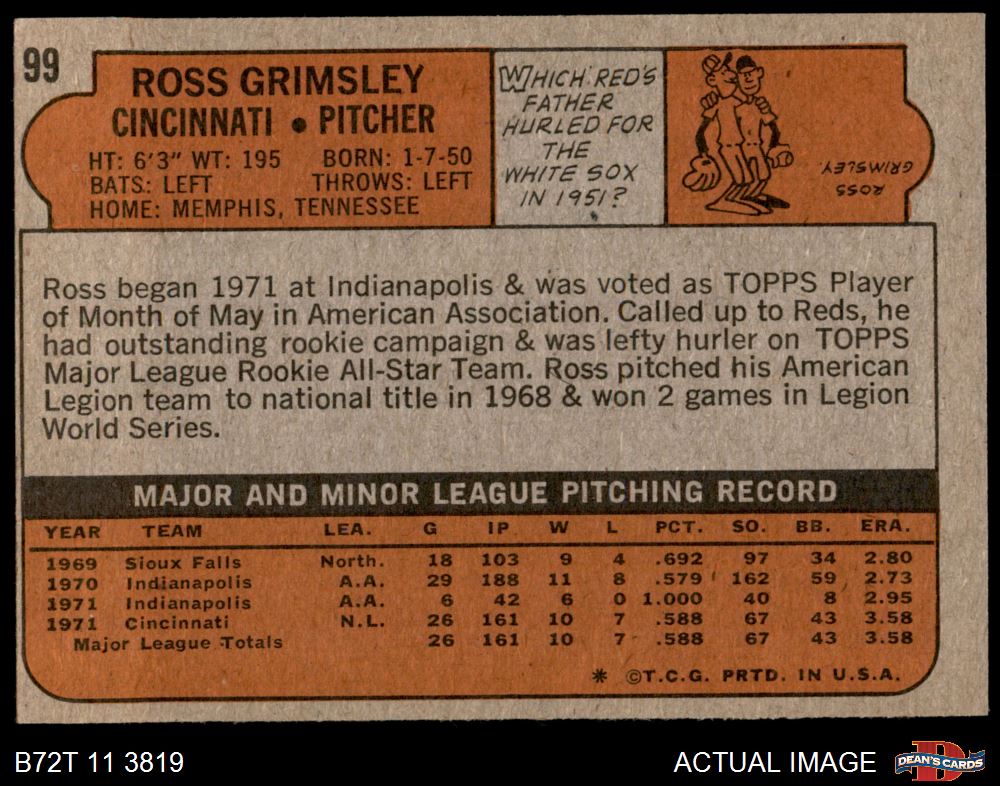 99
ROSS GRIMSLEY
CINCINNATI • PITCHER
HT: 6'3" WT: 195 BORN: 1-7-50
BATS: LEFT THROWS: LEFT
HOME: MEMPHIS, TENNESSEE
WHICH RED'S
FATHER
HURLED FOR
THE
WHITE SOX
IN 1951?
ROSS
GRIMSLEY.
Ross began 1971 at Indianapolis & was voted as TOPPS Player
of Month of May in American Association. Called up to Reds, he
had outstanding rookie campaign & was lefty hurler on TOPPS
Major League Rookie All-Star Team. Ross pitched his American
Legion team to national title in 1968 & won 2 games in Legion
World Series.
MAJOR AND MINOR LEAGUE PITCHING RECORD
YEAR TEAM LEA. G IP W L PCT. SO. BB. ERA.
1969 Sioux Falls North. 18 103 9 4 .692 97 34 2.80
1970 Indianapolis A.A. 29 188 11 8 .579 162 59 2.73
1971 Indianapolis A.A. 6 42 6 0 1.000 40 8 2.95
1971 Cincinnati N.L. 26 161 10 7 .588 67 43 3.58
Major League Totals 26 161 10 7 .588 67 43 3.58
* ©T.C.G. PRTD. IN U.S.A.
B72T 11 3819 ACTUAL IMAGE
D
DEAN'S CARDS